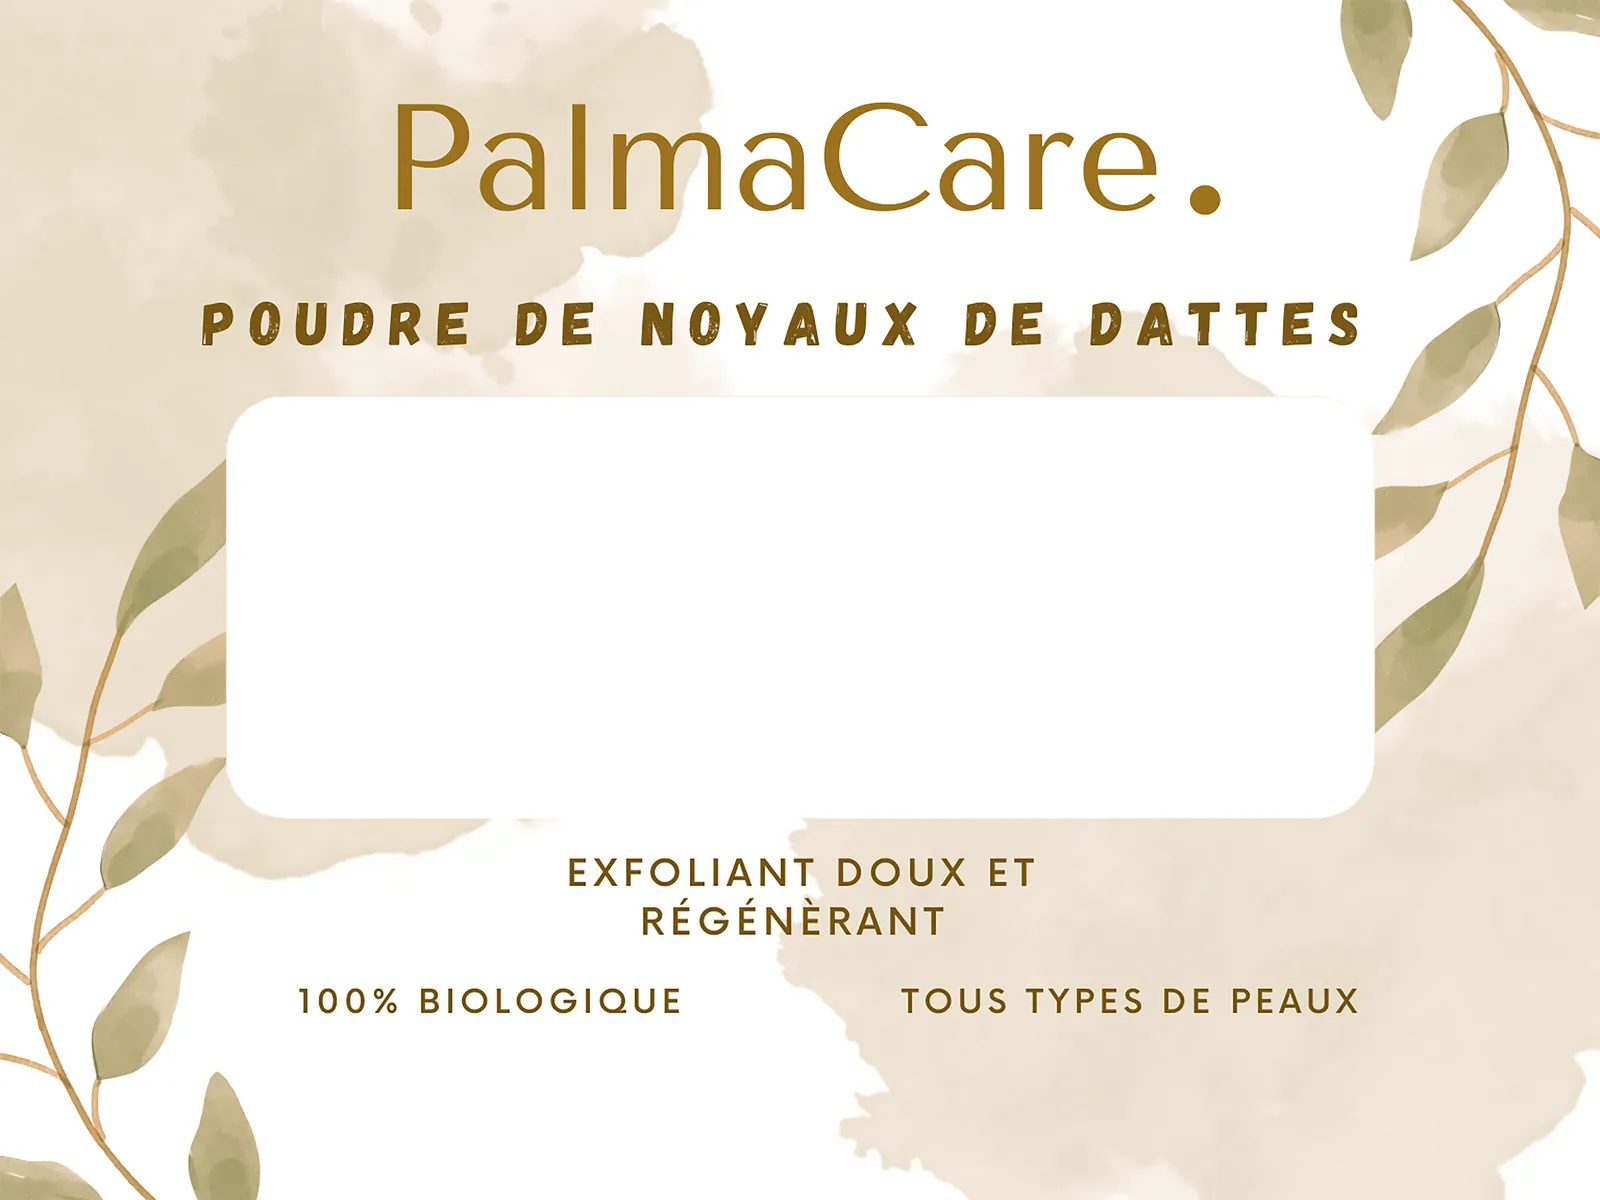 PalmaCare.
POUDRE DE NOYAUX DE DATTES
EXFOLIANT DOUX ET
RÉGÉNÈRANT
100% BIOLOGIQUE
TOUS TYPES DE PEAUX